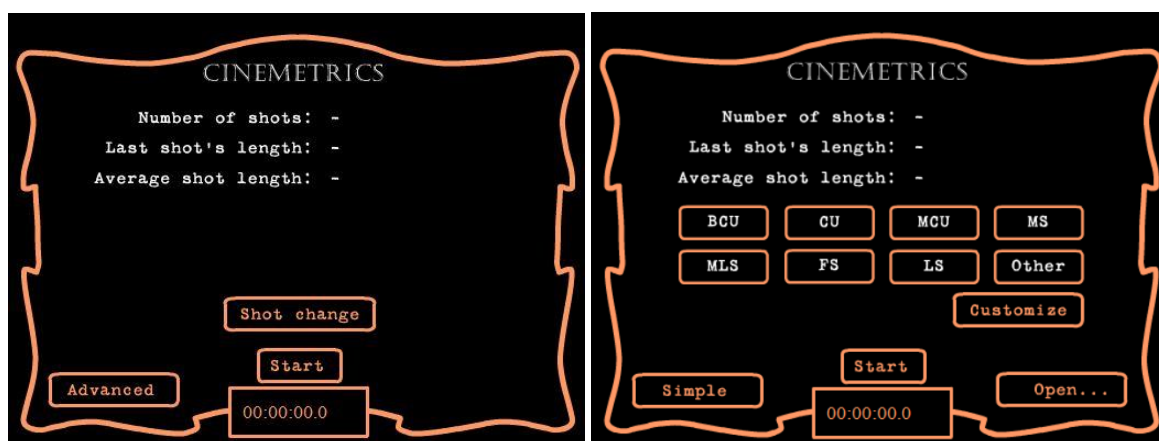 CINEMETRICS
Number of shots: -
Last shot's length: -
Average shot length: -
Shot change
Start
Advanced
00:00:00.0
CINEMETRICS
Number of shots: -
Last shot's length: -
Average shot length: -
BCU CU MCU MS
MLS FS LS Other
Customize
Start
Simple Open...
00:00:00.0